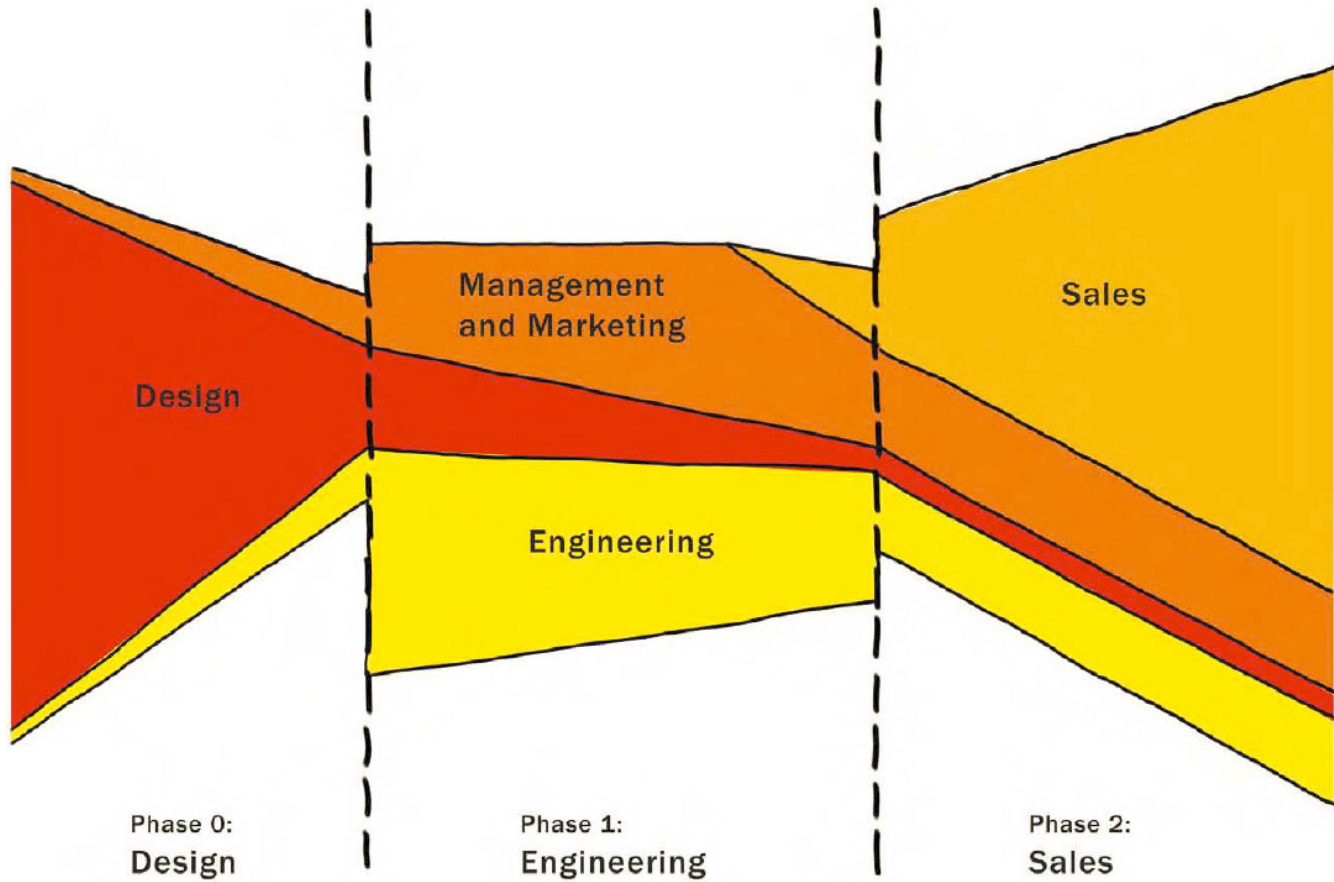 Management
and Marketing
Sales
Design
Engineering
Phase 0:
Design
Phase 1:
Engineering
Phase 2:
Sales